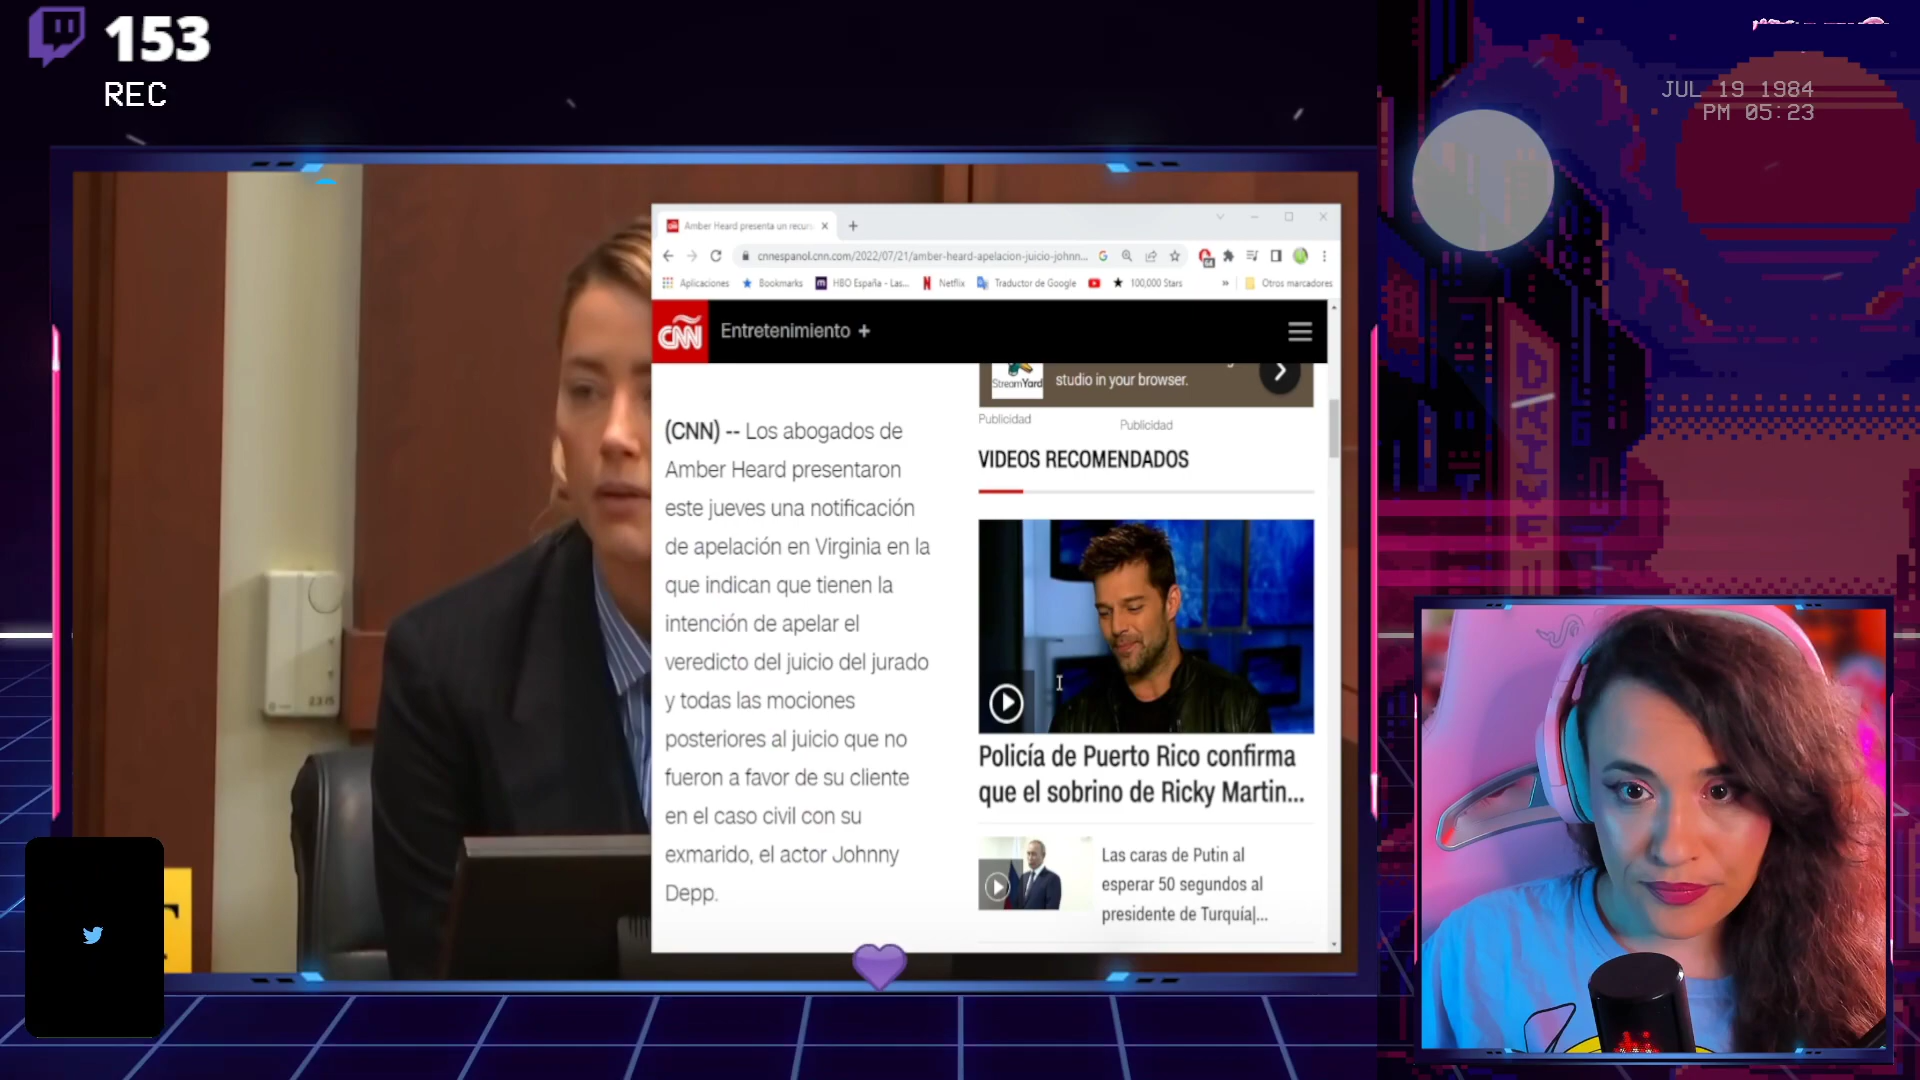 153
REC
JUL 19 1984
PM 05:23
Amber Heard presenta un recur
cnnespanol.cnn.com/2022/07/21/amber-heard-apelacion-juicio-johnn...
Aplicaciones
Bookmarks
HBO España - Las...
Netflix
Traductor de Google
100,000 Stars
»
Otros marcadores
CNN
Entretenimiento +
StreamYard
studio in your browser.
Publicidad
Publicidad
(CNN) -- Los abogados de
Amber Heard presentaron
este jueves una notificación
de apelación en Virginia en la
que indican que tienen la
intención de apelar el
veredicto del juicio del jurado
y todas las mociones
posteriores al juicio que no
fueron a favor de su cliente
en el caso civil con su
exmarido, el actor Johnny
Depp.
VIDEOS RECOMENDADOS
Policía de Puerto Rico confirma
que el sobrino de Ricky Martin...
Las caras de Putin al
esperar 50 segundos al
presidente de Turquía|...